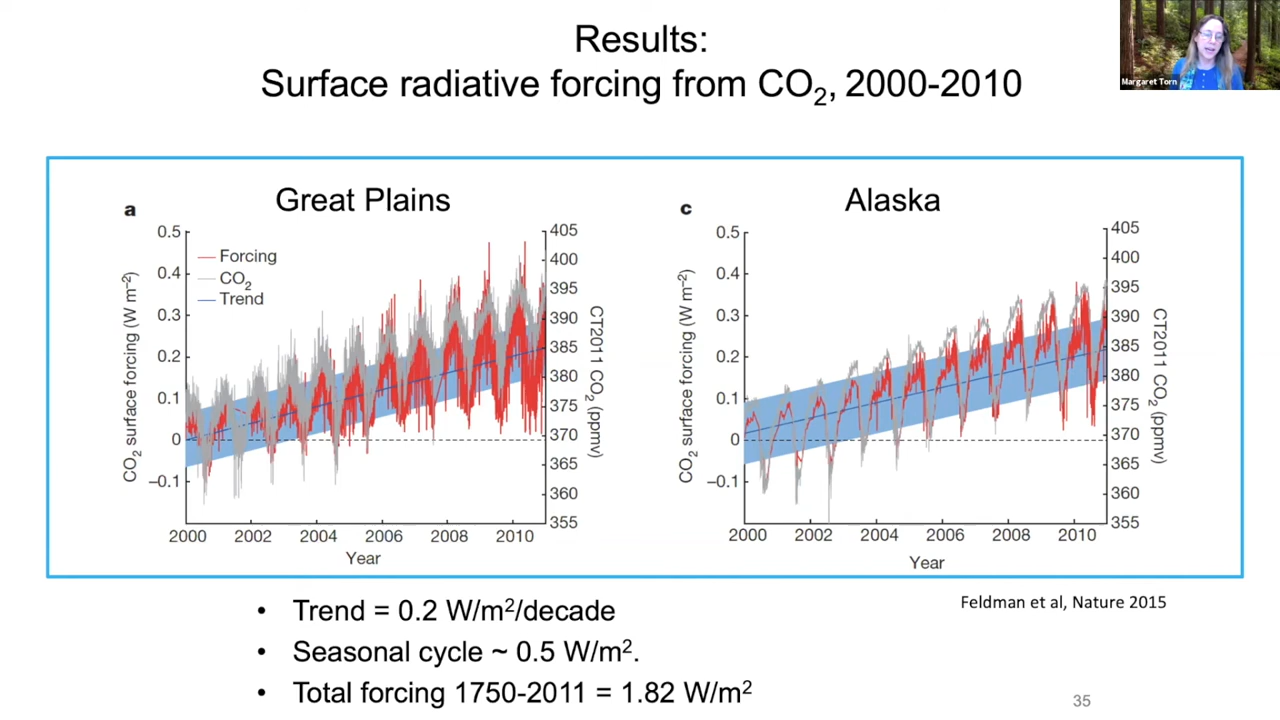 Results:
Surface radiative forcing from CO₂, 2000-2010
Margaret Torn
a
Great Plains
0.5
0.4
0.3
0.2
0.1
0
−0.1
CO₂ surface forcing (W m⁻²)
Forcing
CO₂
Trend
405
400
395
390
385
380
375
370
365
360
355
CT2011 CO₂ (ppmv)
2000 2002 2004 2006 2008 2010
Year
c
Alaska
0.5
0.4
0.3
0.2
0.1
0
−0.1
CO₂ surface forcing (W m⁻²)
405
400
395
390
385
380
375
370
365
360
355
CT2011 CO₂ (ppmv)
2000 2002 2004 2006 2008 2010
Year
Feldman et al, Nature 2015
• Trend = 0.2 W/m²/decade
• Seasonal cycle ~ 0.5 W/m².
• Total forcing 1750-2011 = 1.82 W/m²
35